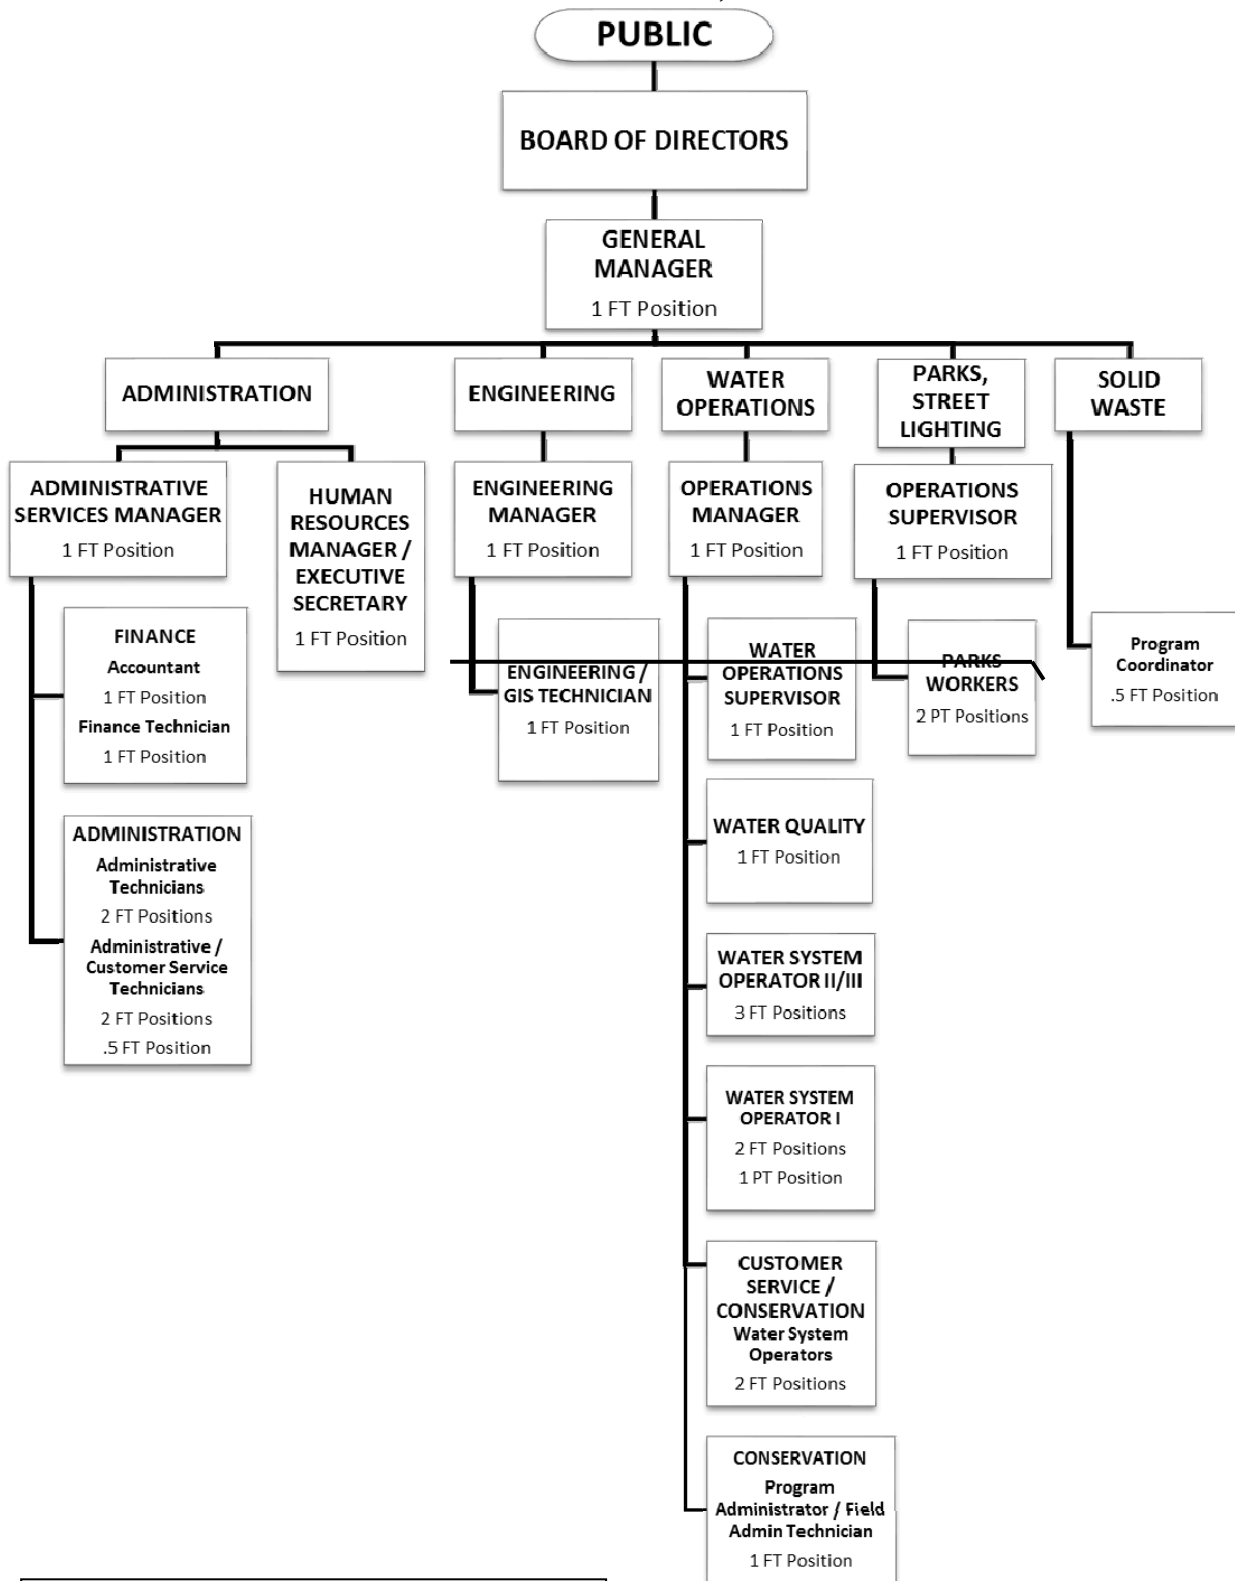 PUBLIC
BOARD OF DIRECTORS
GENERAL
MANAGER
1 FT Position
ADMINISTRATION
ENGINEERING
WATER
OPERATIONS
PARKS,
STREET
LIGHTING
SOLID
WASTE
ADMINISTRATIVE
SERVICES MANAGER
1 FT Position
HUMAN
RESOURCES
MANAGER /
EXECUTIVE
SECRETARY
1 FT Position
ENGINEERING
MANAGER
1 FT Position
OPERATIONS
MANAGER
1 FT Position
OPERATIONS
SUPERVISOR
1 FT Position
FINANCE
Accountant
1 FT Position
Finance Technician
1 FT Position
ENGINEERING /
GIS TECHNICIAN
1 FT Position
WATER
OPERATIONS
SUPERVISOR
1 FT Position
PARKS
WORKERS
2 PT Positions
Program
Coordinator
.5 FT Position
ADMINISTRATION
Administrative
Technicians
2 FT Positions
Administrative /
Customer Service
Technicians
2 FT Positions
.5 FT Position
WATER QUALITY
1 FT Position
WATER SYSTEM
OPERATOR II/III
3 FT Positions
WATER SYSTEM
OPERATOR I
2 FT Positions
1 PT Position
CUSTOMER
SERVICE /
CONSERVATION
Water System
Operators
2 FT Positions
CONSERVATION
Program
Administrator / Field
Admin Technician
1 FT Position